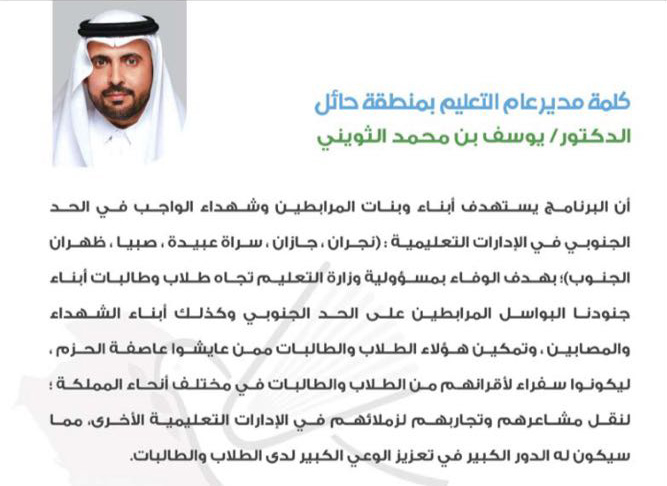 كلمة مدير عام التعليم بمنطقة حائل
الدكتور/ يوسف بن محمد الثويني
أن البرنامج يستهدف أبناء وبنات المرابطين وشهداء الواجب في الحد
الجنوبي في الإدارات التعليمية : (نجران ، جازان ، سراة عبيدة ، صبيا ، ظهران
الجنوب)؛ بهدف الوفاء بمسؤولية وزارة التعليم تجاه طلاب وطالبات أبناء
جنودنا البواسل المرابطين على الحد الجنوبي وكذلك أبناء الشهداء
والمصابين ، وتمكين هؤلاء الطلاب والطالبات ممن عايشوا عاصفة الحزم ،
ليكونوا سفراء لأقرانهم من الطلاب والطالبات في مختلف أنحاء المملكة ؛
لنقل مشاعرهم وتجاربهم لزملائهم في الإدارات التعليمية الأخرى، مما
سيكون له الدور الكبير في تعزيز الوعي الكبير لدى الطلاب والطالبات.